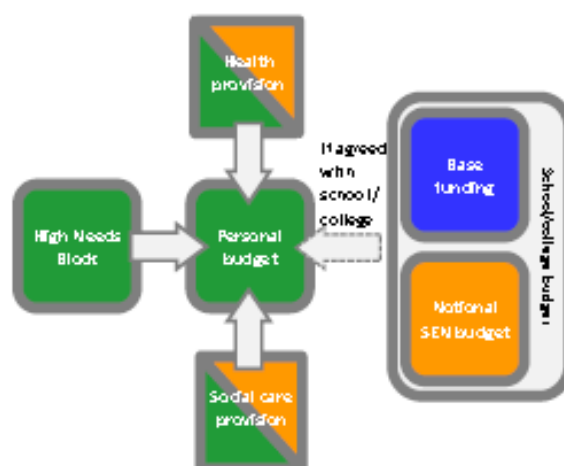 Health
provision
If agreed
with
school/
college
Base
funding
High Needs
Block
Personal
budget
School/college budget
Notional
SEN budget
Social care
provision